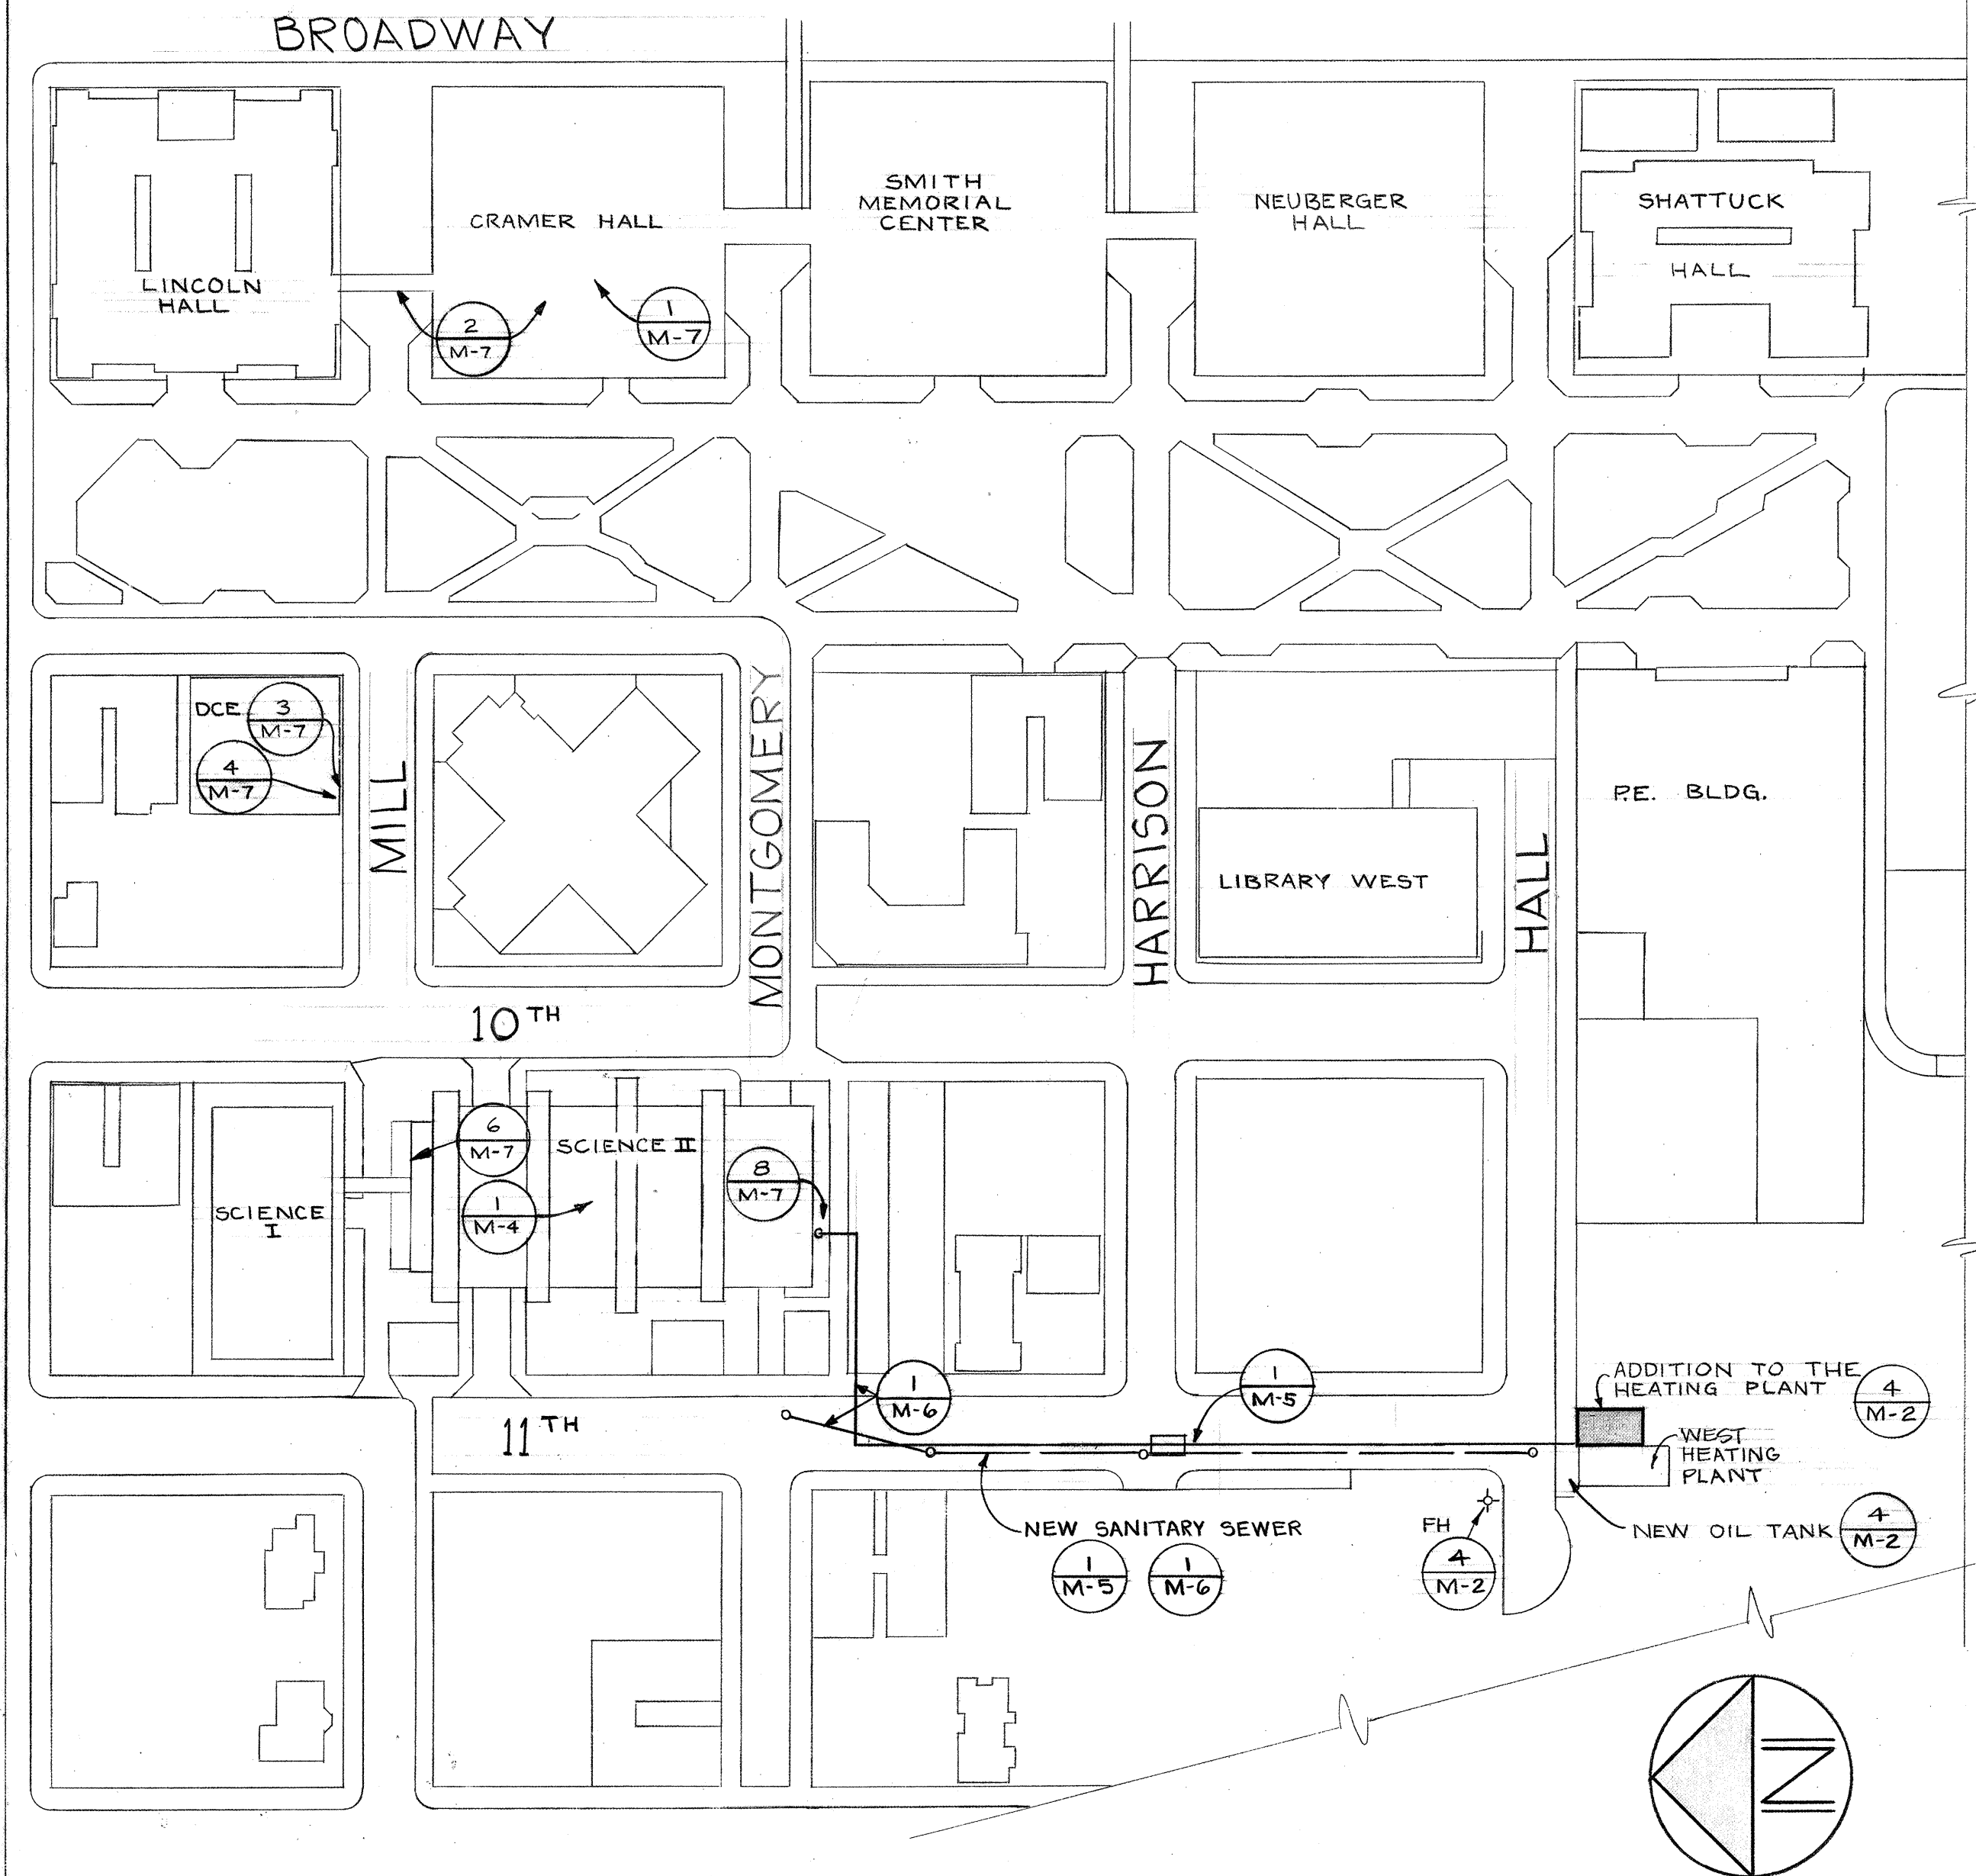 BROADWAY
LINCOLN
HALL
CRAMER HALL
2
M-7
1
M-7
SMITH
MEMORIAL
CENTER
NEUBERGER
HALL
SHATTUCK
HALL
DCE
3
M-7
4
M-7
MILL
MONTGOMERY
HARRISON
LIBRARY WEST
HALL
P.E. BLDG.
10TH
SCIENCE
I
6
M-7
SCIENCE II
1
M-4
8
M-7
11TH
1
M-6
1
M-5
ADDITION TO THE
HEATING PLANT
4
M-2
WEST
HEATING
PLANT
NEW SANITARY SEWER
1
M-5
1
M-6
FH
4
M-2
NEW OIL TANK
4
M-2
N